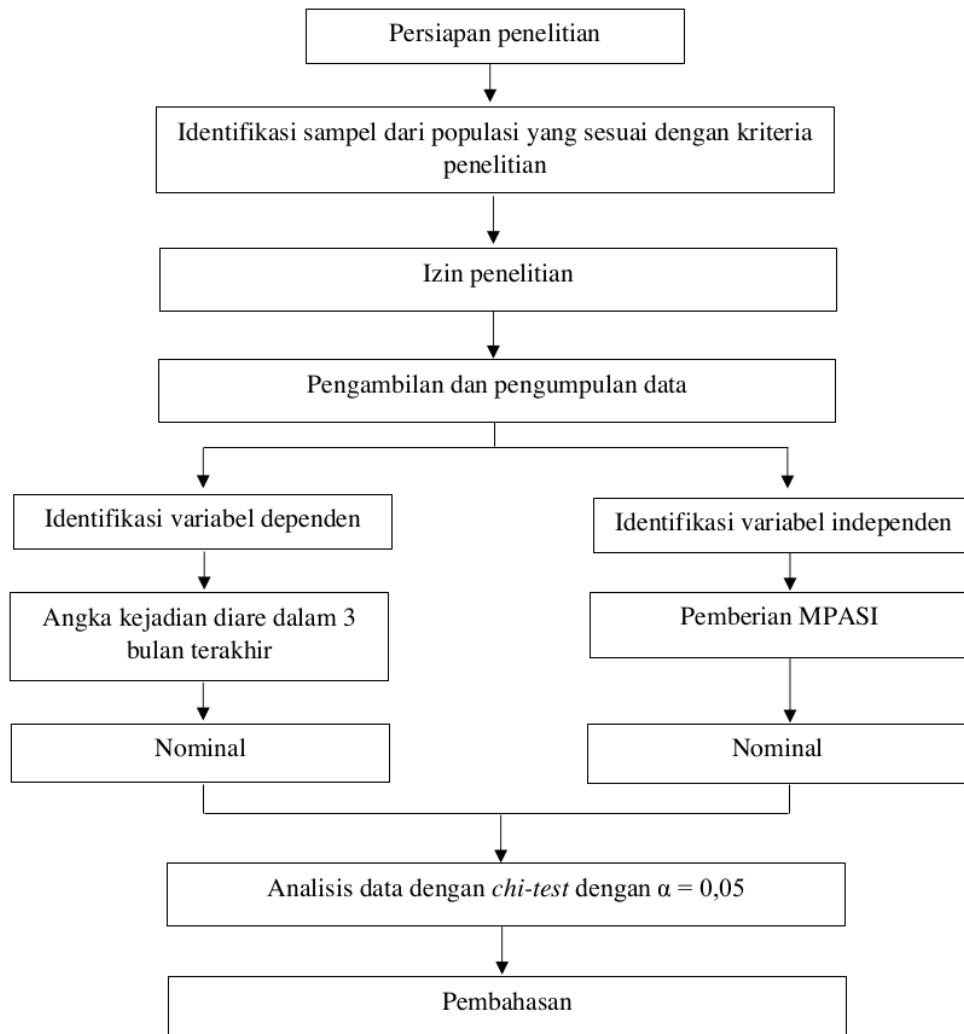 Persiapan penelitian
Identifikasi sampel dari populasi yang sesuai dengan kriteria
penelitian
Izin penelitian
Pengambilan dan pengumpulan data
Identifikasi variabel dependen
Identifikasi variabel independen
Angka kejadian diare dalam 3
bulan terakhir
Pemberian MPASI
Nominal
Nominal
Analisis data dengan chi-test dengan α = 0,05
Pembahasan